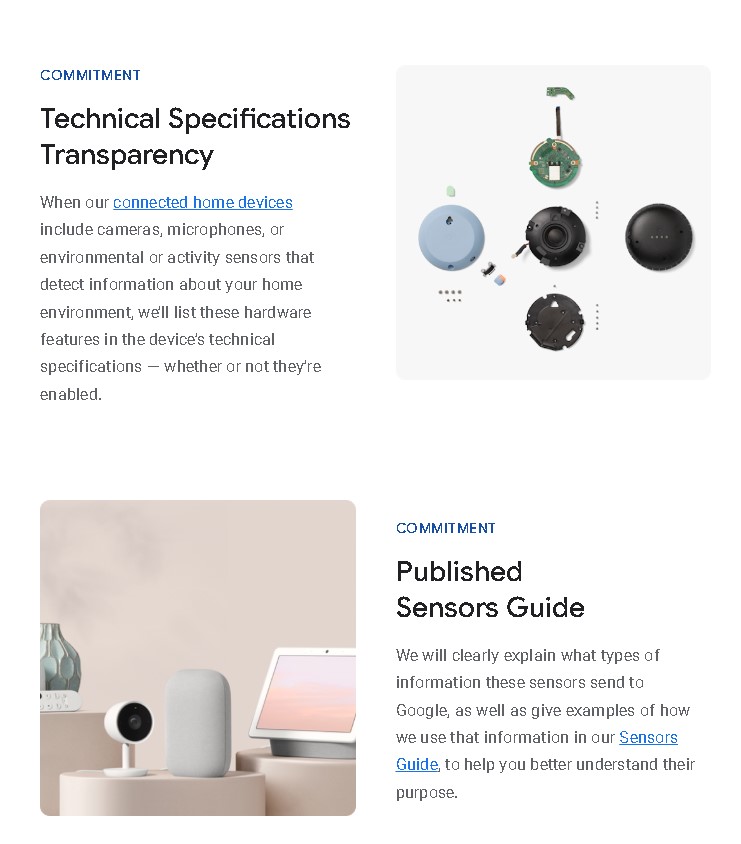 COMMITMENT
Technical Specifications
Transparency
When our connected home devices
include cameras, microphones, or
environmental or activity sensors that
detect information about your home
environment, we'll list these hardware
features in the device's technical
specifications — whether or not they're
enabled.
COMMITMENT
Published
Sensors Guide
We will clearly explain what types of
information these sensors send to
Google, as well as give examples of how
we use that information in our Sensors
Guide, to help you better understand their
purpose.